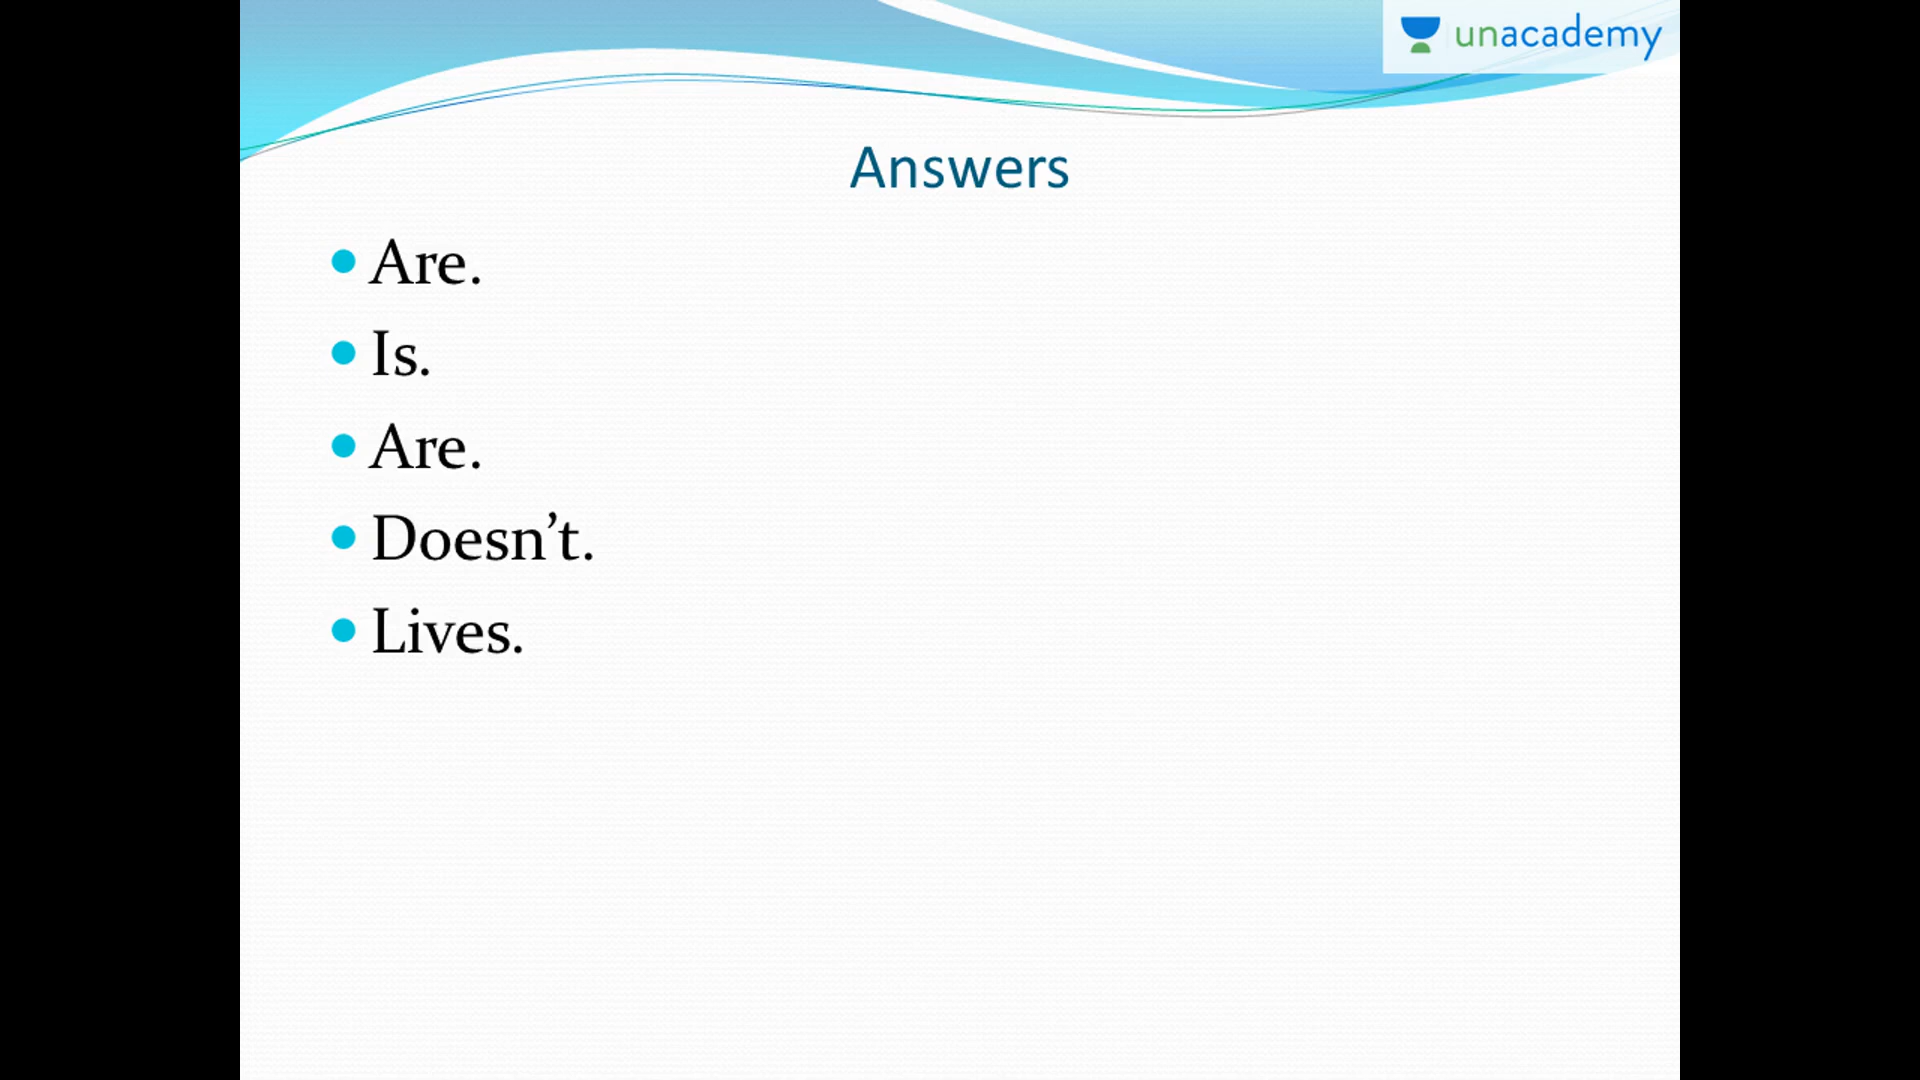 unacademy
Answers
Are.
Is.
Are.
Doesn’t.
Lives.